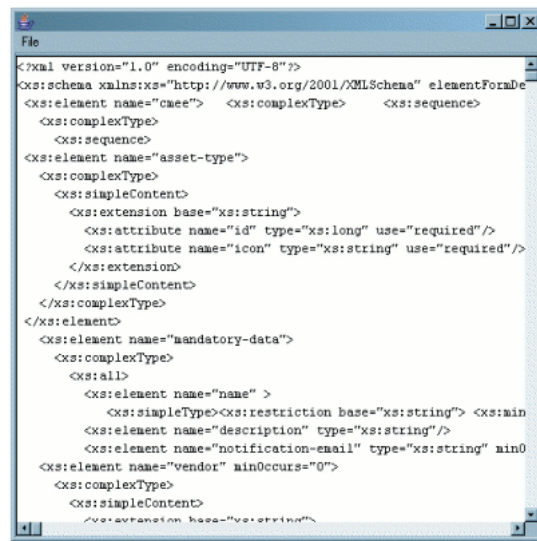 File
<?xml version="1.0" encoding="UTF-8"?>
<xs:schema xmlns:xs="http://www.w3.org/2001/XMLSchema" elementFormDe
<xs:element name="cmee"> <xs:complexType> <xs:sequence>
<xs:complexType>
<xs:sequence>
<xs:element name="asset-type">
<xs:complexType>
<xs:simpleContent>
<xs:extension base="xs:string">
<xs:attribute name="id" type="xs:long" use="required"/>
<xs:attribute name="icon" type="xs:string" use="required"/>
</xs:extension>
</xs:simpleContent>
</xs:complexType>
</xs:element>
<xs:element name="mandatory-data">
<xs:complexType>
<xs:all>
<xs:element name="name" >
<xs:simpleType><xs:restriction base="xs:string"> <xs:min
<xs:element name="description" type="xs:string"/>
<xs:element name="notification-email" type="xs:string" minO
<xs:element name="vendor" minOccurs="0">
<xs:complexType>
<xs:simpleContent>
<xs:extension base="xs:string">